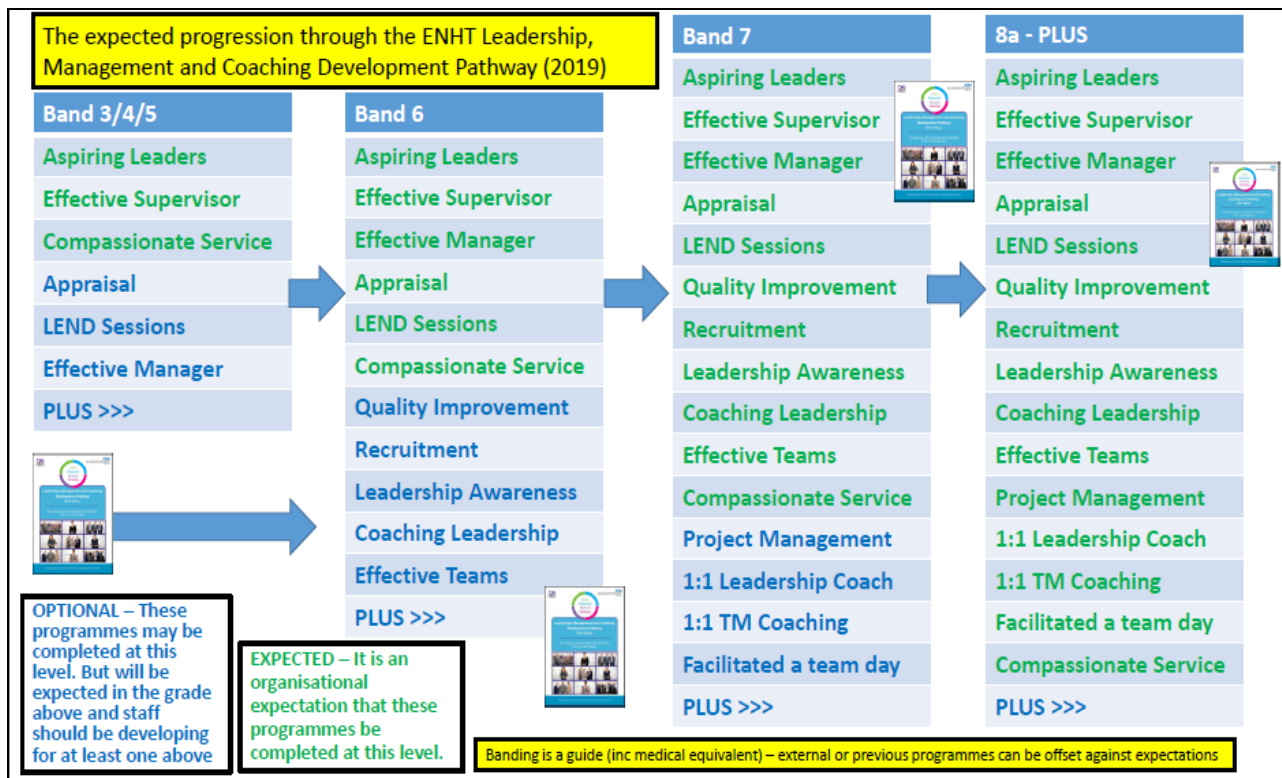 The expected progression through the ENHT Leadership,
Management and Coaching Development Pathway (2019)
Band 3/4/5
Aspiring Leaders
Effective Supervisor
Compassionate Service
Appraisal
LEND Sessions
Effective Manager
PLUS >>>
Band 6
Aspiring Leaders
Effective Supervisor
Effective Manager
Appraisal
LEND Sessions
Compassionate Service
Quality Improvement
Recruitment
Leadership Awareness
Coaching Leadership
Effective Teams
PLUS >>>
Band 7
Aspiring Leaders
Effective Supervisor
Effective Manager
Appraisal
LEND Sessions
Quality Improvement
Recruitment
Leadership Awareness
Coaching Leadership
Effective Teams
Compassionate Service
Project Management
1:1 Leadership Coach
1:1 TM Coaching
Facilitated a team day
PLUS >>>
8a - PLUS
Aspiring Leaders
Effective Supervisor
Effective Manager
Appraisal
LEND Sessions
Quality Improvement
Recruitment
Leadership Awareness
Coaching Leadership
Effective Teams
Project Management
1:1 Leadership Coach
1:1 TM Coaching
Facilitated a team day
Compassionate Service
PLUS >>>
OPTIONAL – These
programmes may be
completed at this
level. But will be
expected in the grade
above and staff
should be developing
for at least one above
EXPECTED – It is an
organisational
expectation that these
programmes be
completed at this level.
Banding is a guide (inc medical equivalent) – external or previous programmes can be offset against expectations